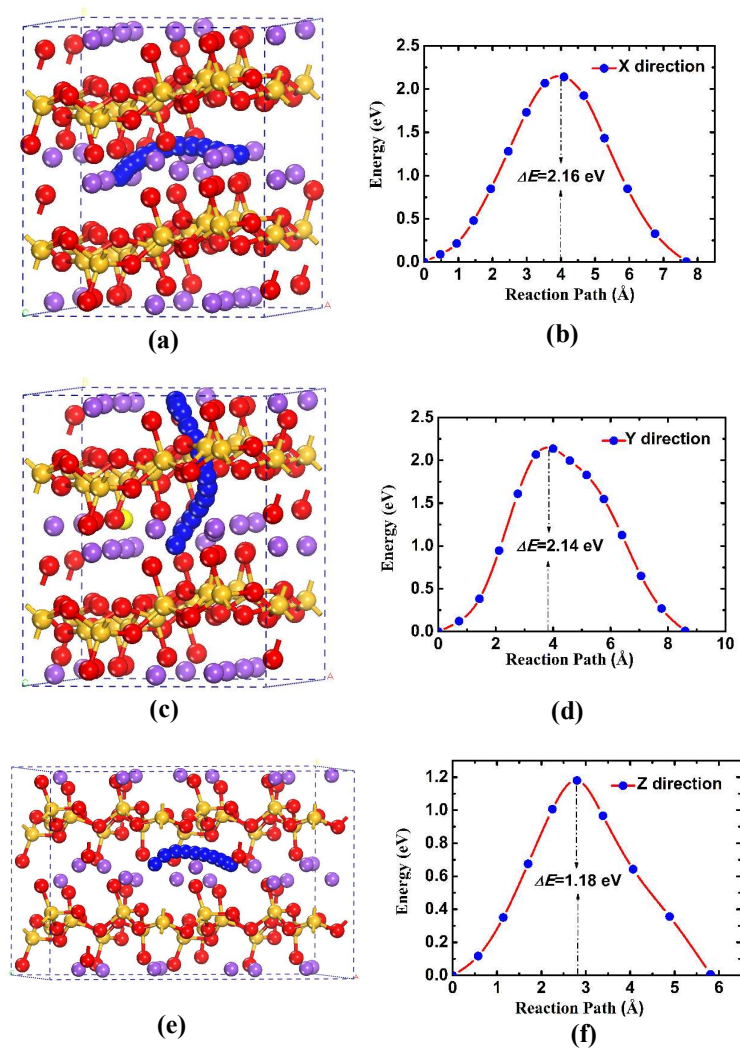 2.5
X direction
2.0
1.5
ΔE=2.16 eV
1.0
0.5
0.0
Energy (eV)
0 1 2 3 4 5 6 7 8
Reaction Path (Å)
A
(a)
(b)
2.5
Y direction
2.0
1.5
ΔE=2.14 eV
1.0
0.5
0.0
Energy (eV)
0 2 4 6 8 10
Reaction Path (Å)
A
(c)
(d)
1.2
Z direction
1.0
0.8
ΔE=1.18 eV
0.6
0.4
0.2
0.0
Energy (eV)
0 1 2 3 4 5 6
Reaction Path (Å)
A
(e)
(f)